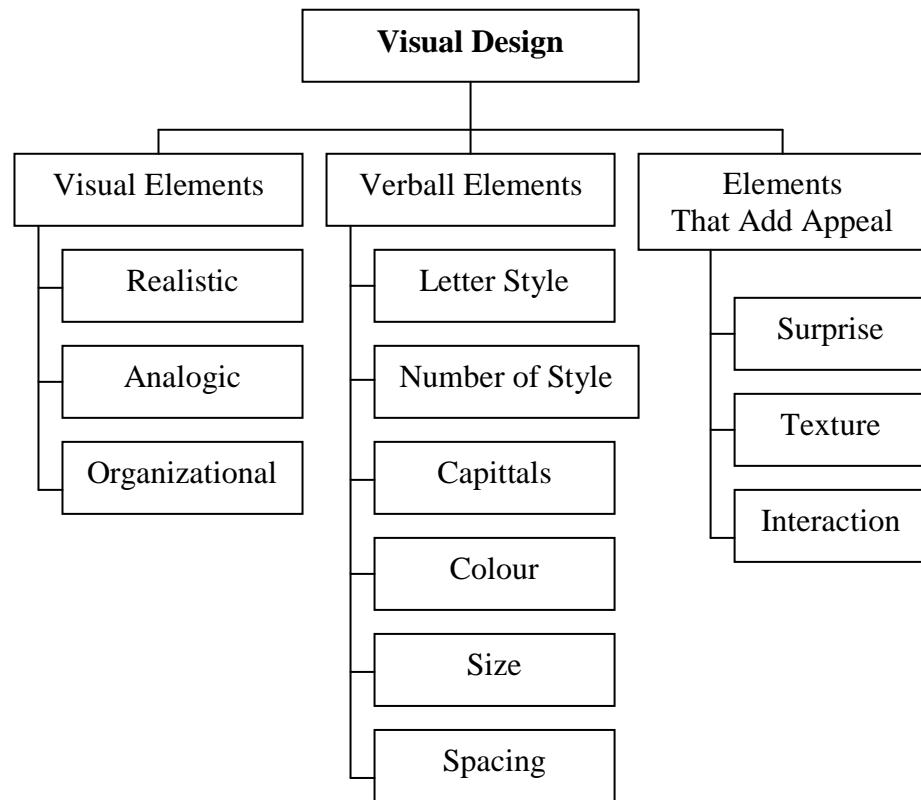 Visual Design
Visual Elements
Realistic
Analogic
Organizational
Verball Elements
Letter Style
Number of Style
Capittals
Colour
Size
Spacing
Elements
That Add Appeal
Surprise
Texture
Interaction